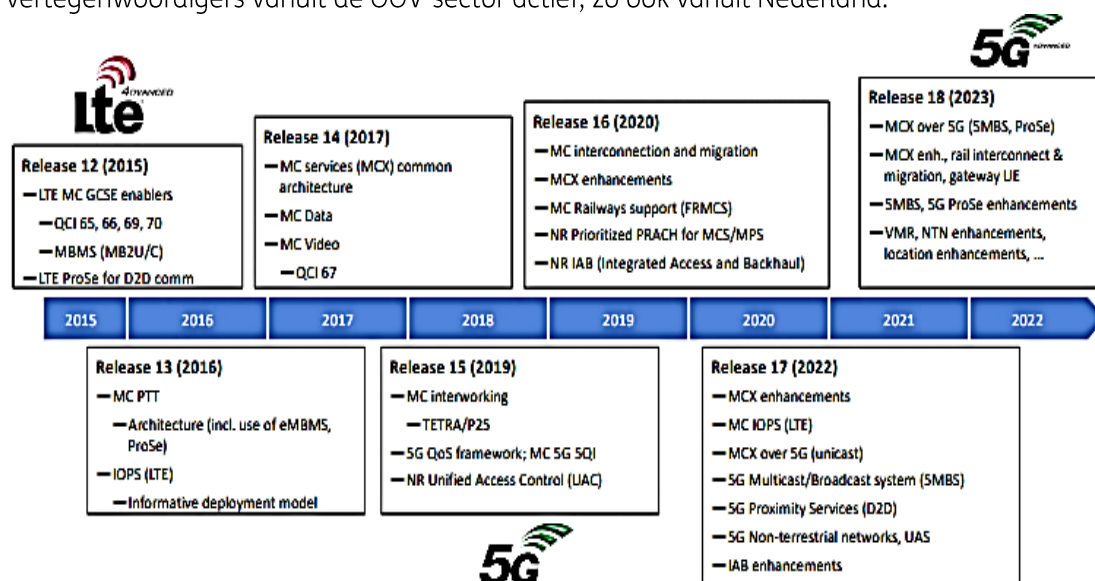 vertegenwoordigers vanuit de OOV sector actief, zo ook vanuit Nederland.
5G ADVANCED
Lte ADVANCED
Release 12 (2015)
— LTE MC GCSE enablers
— QCI 65, 66, 69, 70
— MBMS (MB2U/C)
— LTE ProSe for D2D comm
Release 14 (2017)
— MC services (MCX) common
architecture
— MC Data
— MC Video
— QCI 67
Release 16 (2020)
— MC interconnection and migration
— MCX enhancements
— MC Railways support (FRMCS)
— NR Prioritized PRACH for MCS/MPS
— NR IAB (Integrated Access and Backhaul)
Release 18 (2023)
— MCX over 5G (5MBS, ProSe)
— MCX enh., rail interconnect &
migration, gateway UE
— 5MBS, 5G ProSe enhancements
— VMR, NTN enhancements,
location enhancements, ...
2015 2016 2017 2018 2019 2020 2021 2022
Release 13 (2016)
— MC PTT
— Architecture (incl. use of eMBMS,
ProSe)
— IOPS (LTE)
— Informative deployment model
Release 15 (2019)
— MC interworking
— TETRA/P25
— 5G QoS framework; MC 5G 5QI
— NR Unified Access Control (UAC)
Release 17 (2022)
— MCX enhancements
— MC IOPS (LTE)
— MCX over 5G (unicast)
— 5G Multicast/Broadcast system (5MBS)
— 5G Proximity Services (D2D)
— 5G Non-terrestrial networks, UAS
— IAB enhancements
5G